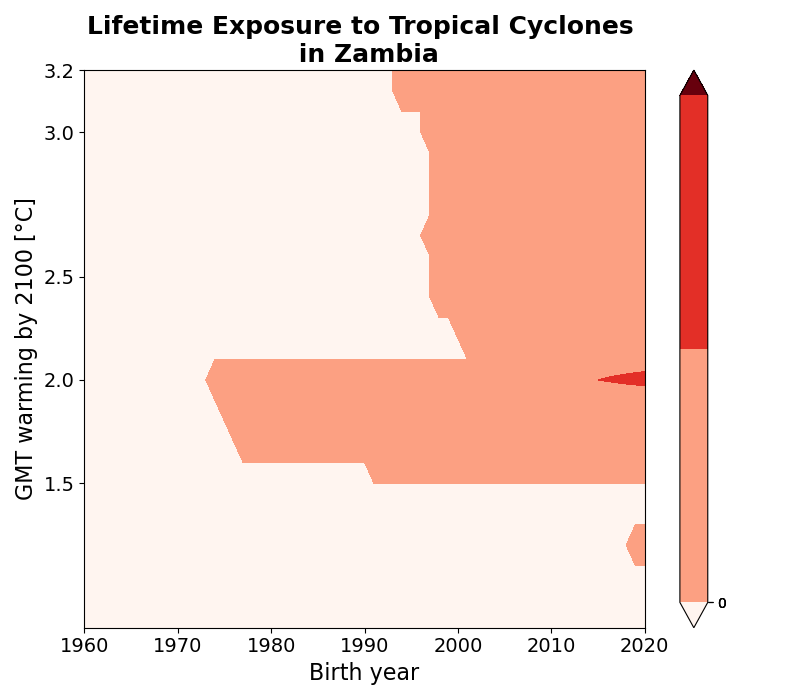 Lifetime Exposure to Tropical Cyclones
in Zambia
3.2
3.0
2.5
2.0
1.5
GMT warming by 2100 [°C]
0
1960 1970 1980 1990 2000 2010 2020
Birth year